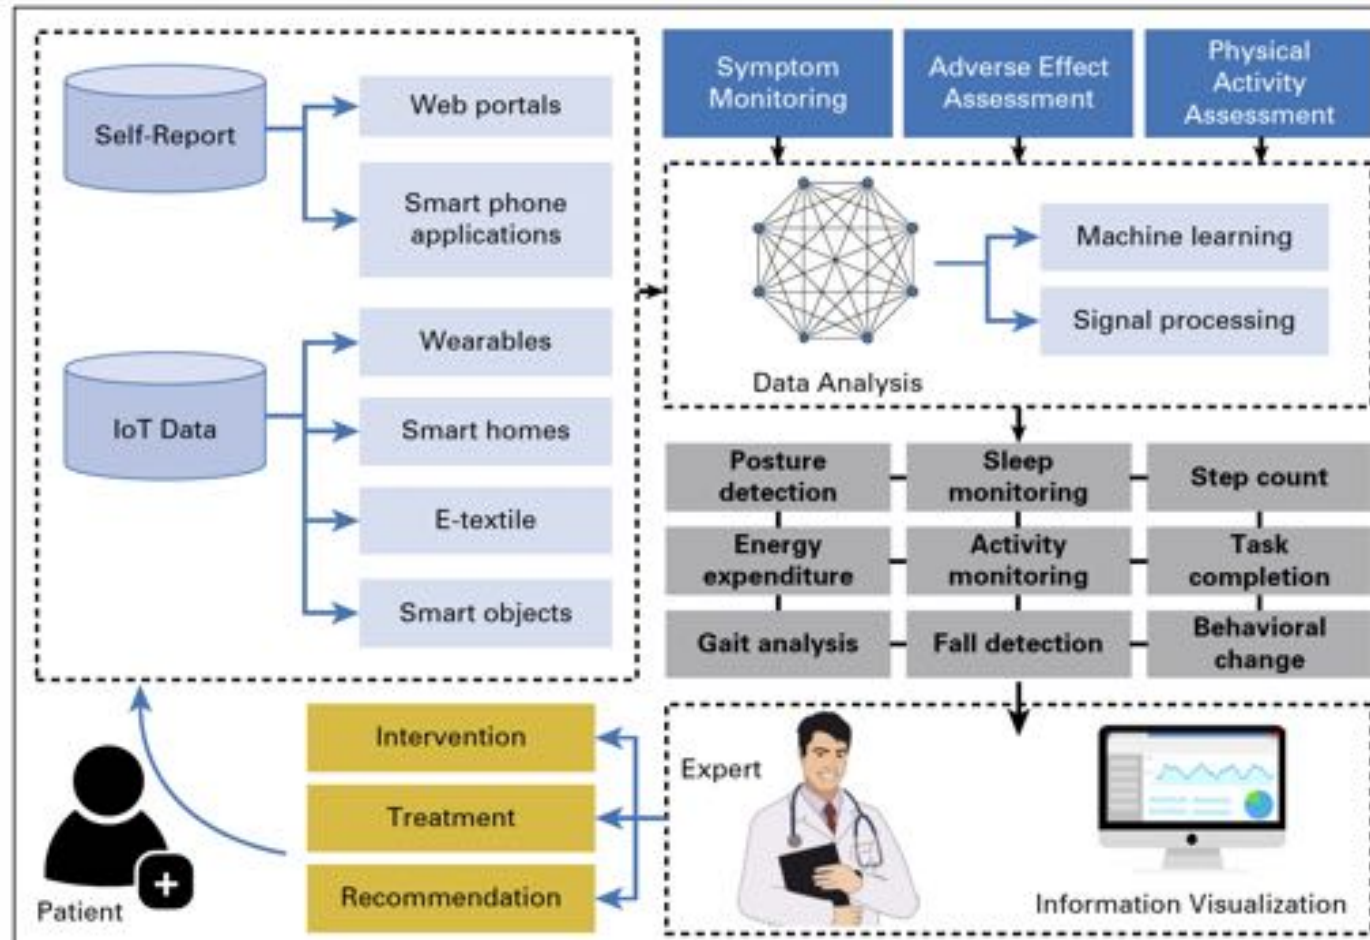 Self-Report
Web portals
Smart phone
applications
IoT Data
Wearables
Smart homes
E-textile
Smart objects
Symptom
Monitoring
Adverse Effect
Assessment
Physical
Activity
Assessment
Machine learning
Signal processing
Data Analysis
Posture
detection
Sleep
monitoring
Step count
Energy
expenditure
Activity
monitoring
Task
completion
Gait analysis
Fall detection
Behavioral
change
Expert
Information Visualization
Intervention
Treatment
Recommendation
Patient